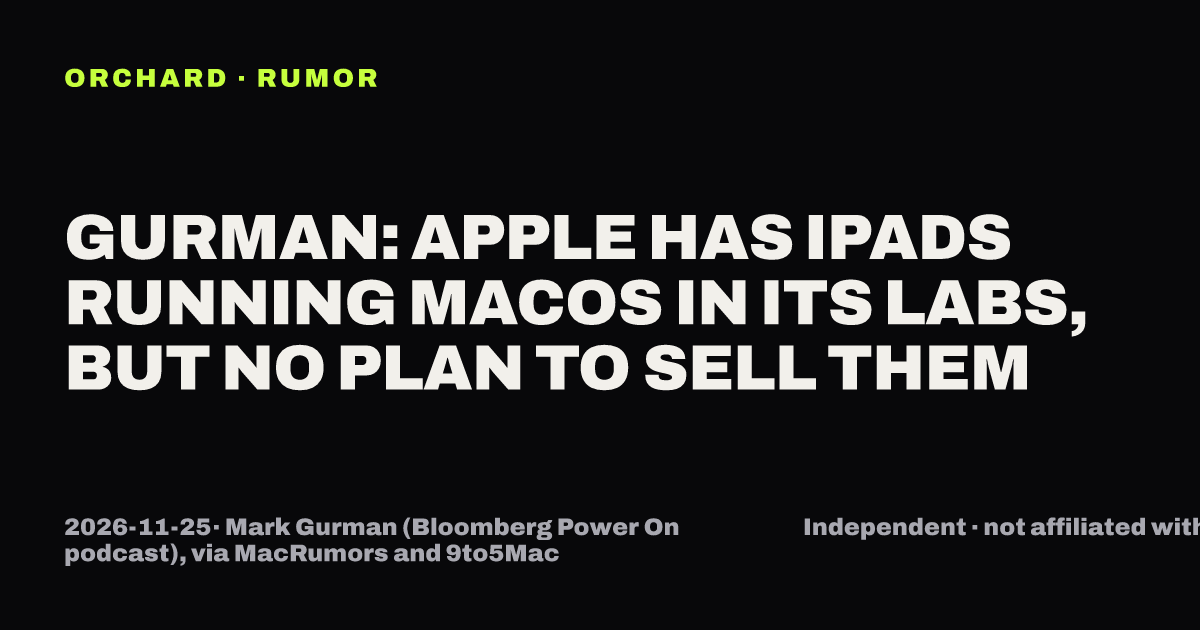 ORCHARD · RUMOR
GURMAN: APPLE HAS IPADS
RUNNING MACOS IN ITS LABS,
BUT NO PLAN TO SELL THEM
2026-11-25· Mark Gurman (Bloomberg Power On
podcast), via MacRumors and 9to5Mac
Independent · not affiliated with